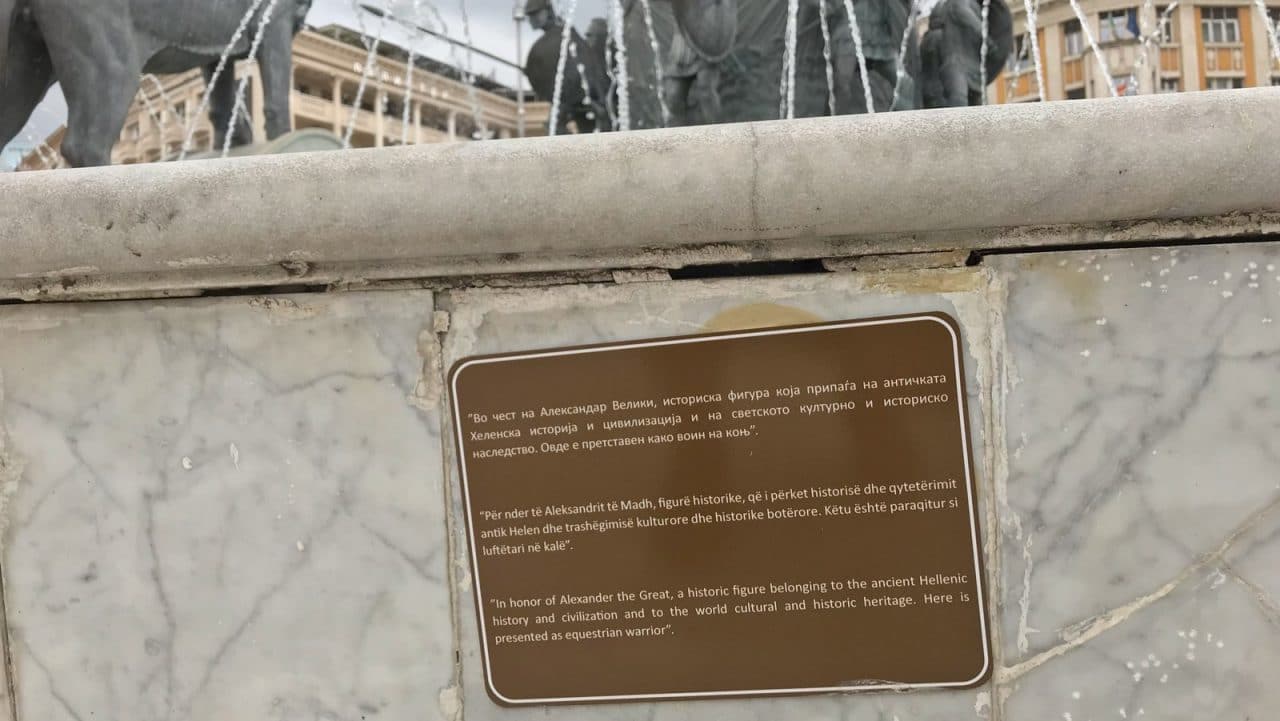 "Во чест на Александар Велики, историска фигура која припаѓа на античката
Хеленска историја и цивилизација и на светското културно и историско
наследство. Овде е претставен како воин на коњ".
"Për nder të Aleksandrit të Madh, figurë historike, që i përket historisë dhe qytetërimit
antik Helen dhe trashëgimisë kulturore dhe historike botërore. Këtu është paraqitur si
luftëtari në kalë".
"In honor of Alexander the Great, a historic figure belonging to the ancient Hellenic
history and civilization and to the world cultural and historic heritage. Here is
presented as equestrian warrior".